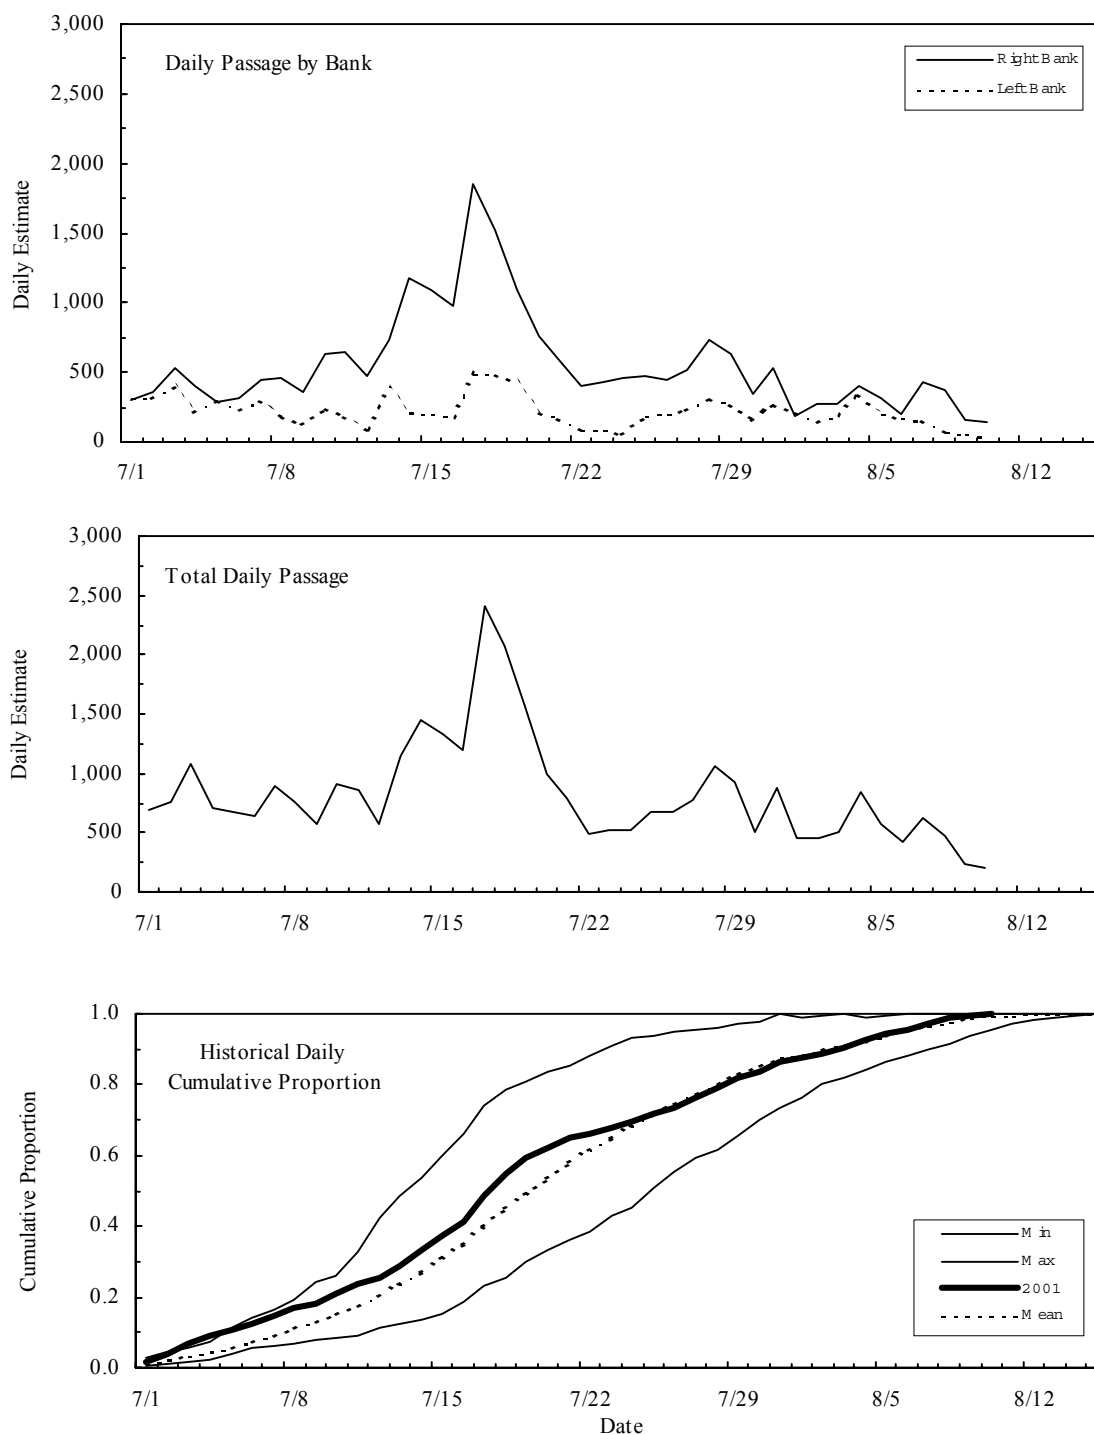 3,000
2,500
2,000
1,500
1,000
500
0
Daily Estimate
Daily Passage by Bank
Right Bank
Left Bank
7/1 7/8 7/15 7/22 7/29 8/5 8/12
3,000
2,500
2,000
1,500
1,000
500
0
Daily Estimate
Total Daily Passage
7/1 7/8 7/15 7/22 7/29 8/5 8/12
1.0
0.8
0.6
0.4
0.2
0.0
Cumulative Proportion
Historical Daily
Cumulative Proportion
Min
Max
2001
Mean
7/1 7/8 7/15 7/22 7/29 8/5 8/12
Date